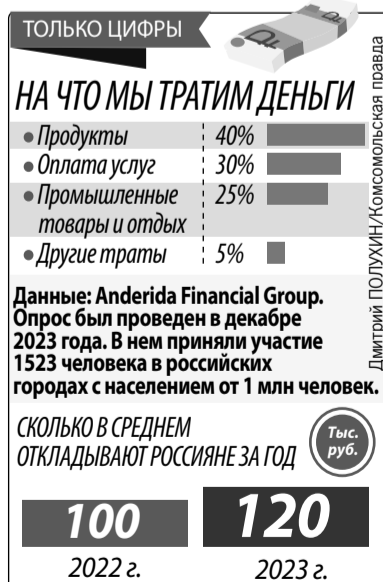 ТОЛЬКО ЦИФРЫ
НА ЧТО МЫ ТРАТИМ ДЕНЬГИ
• Продукты 40%
• Оплата услуг 30%
• Промышленные 25%
товары и отдых
• Другие траты 5%
Данные: Anderida Financial Group.
Опрос был проведен в декабре
2023 года. В нем приняли участие
1523 человека в российских
городах с населением от 1 млн человек.
Дмитрий ПОЛУХИН/Комсомольская правда
СКОЛЬКО В СРЕДНЕМ
ОТКЛАДЫВАЮТ РОССИЯНЕ ЗА ГОД
Тыс.
руб.
100 120
2022 г. 2023 г.